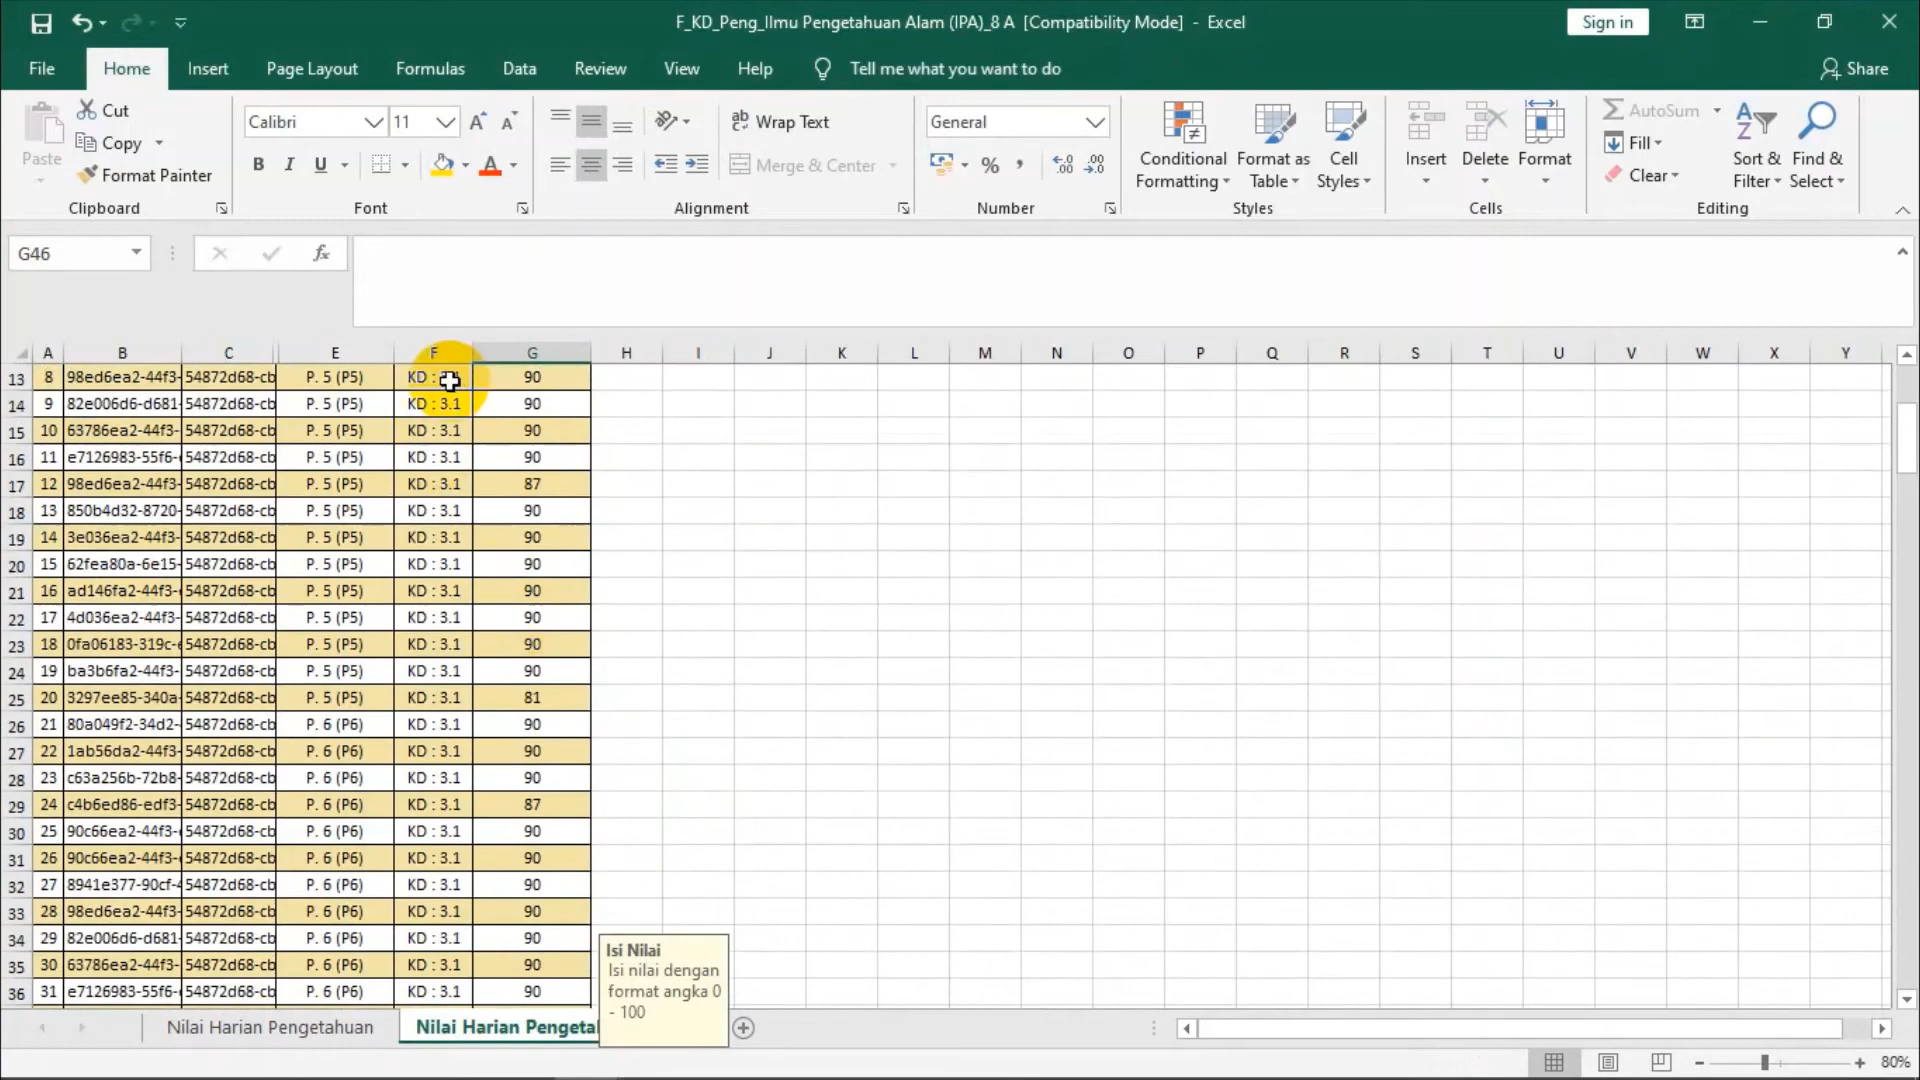 F_KD_Peng_Ilmu Pengetahuan Alam (IPA)_8 A [Compatibility Mode] - Excel
Sign in
File Home Insert Page Layout Formulas Data Review View Help Tell me what you want to do Share
Paste
Cut
Copy
Format Painter
Clipboard
Calibri 11
B I U
Font
Wrap Text
Merge & Center
Alignment
General
Number
Conditional Formatting
Format as Table
Cell Styles
Styles
Insert Delete Format
Cells
AutoSum
Fill
Clear
Sort & Filter
Find & Select
Editing
G46 fx
A B C E F G H I J K L M N O P Q R S T U V W X Y
13 8 98ed6ea2-44f3- 54872d68-cb P. 5 (P5) KD : 90
14 9 82e006d6-d681- 54872d68-cb P. 5 (P5) KD : 3.1 90
15 10 63786ea2-44f3- 54872d68-cb P. 5 (P5) KD : 3.1 90
16 11 e7126983-55f6- 54872d68-cb P. 5 (P5) KD : 3.1 90
17 12 98ed6ea2-44f3- 54872d68-cb P. 5 (P5) KD : 3.1 87
18 13 850b4d32-8720- 54872d68-cb P. 5 (P5) KD : 3.1 90
19 14 3e036ea2-44f3- 54872d68-cb P. 5 (P5) KD : 3.1 90
20 15 62fea80a-6e15- 54872d68-cb P. 5 (P5) KD : 3.1 90
21 16 ad146fa2-44f3- 54872d68-cb P. 5 (P5) KD : 3.1 90
22 17 4d036ea2-44f3- 54872d68-cb P. 5 (P5) KD : 3.1 90
23 18 0fa06183-319c- 54872d68-cb P. 5 (P5) KD : 3.1 90
24 19 ba3b6fa2-44f3- 54872d68-cb P. 5 (P5) KD : 3.1 90
25 20 3297ee85-340a- 54872d68-cb P. 5 (P5) KD : 3.1 81
26 21 80a049f2-34d2- 54872d68-cb P. 6 (P6) KD : 3.1 90
27 22 1ab56da2-44f3- 54872d68-cb P. 6 (P6) KD : 3.1 90
28 23 c63a256b-72b8- 54872d68-cb P. 6 (P6) KD : 3.1 90
29 24 c4b6ed86-edf3- 54872d68-cb P. 6 (P6) KD : 3.1 87
30 25 90c66ea2-44f3- 54872d68-cb P. 6 (P6) KD : 3.1 90
31 26 90c66ea2-44f3- 54872d68-cb P. 6 (P6) KD : 3.1 90
32 27 8941e377-90cf- 54872d68-cb P. 6 (P6) KD : 3.1 90
33 28 98ed6ea2-44f3- 54872d68-cb P. 6 (P6) KD : 3.1 90
34 29 82e006d6-d681- 54872d68-cb P. 6 (P6) KD : 3.1 90
35 30 63786ea2-44f3- 54872d68-cb P. 6 (P6) KD : 3.1 90
36 31 e7126983-55f6- 54872d68-cb P. 6 (P6) KD : 3.1 90
Isi Nilai
Isi nilai dengan
format angka 0
- 100
Nilai Harian Pengetahuan Nilai Harian Pengeta
80%